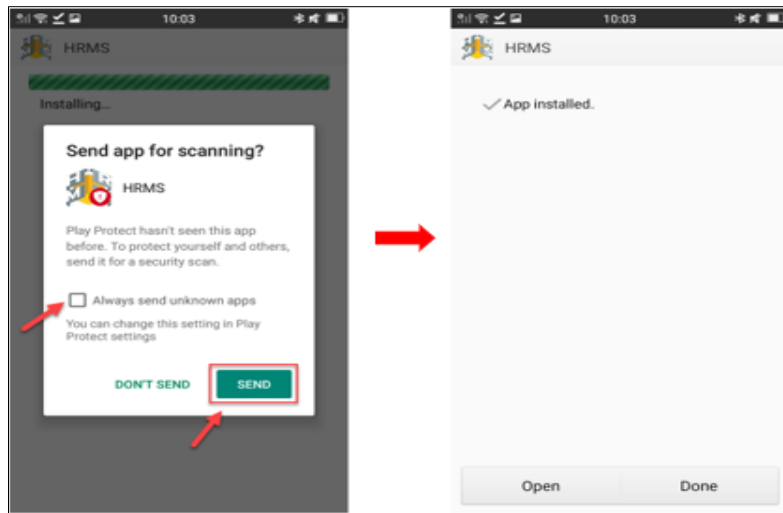 10:03
HRMS
Installing...
Send app for scanning?
HRMS
Play Protect hasn't seen this app
before. To protect yourself and others,
send it for a security scan.
Always send unknown apps
You can change this setting in Play
Protect settings
DON'T SEND
SEND
10:03
HRMS
App installed.
Open
Done